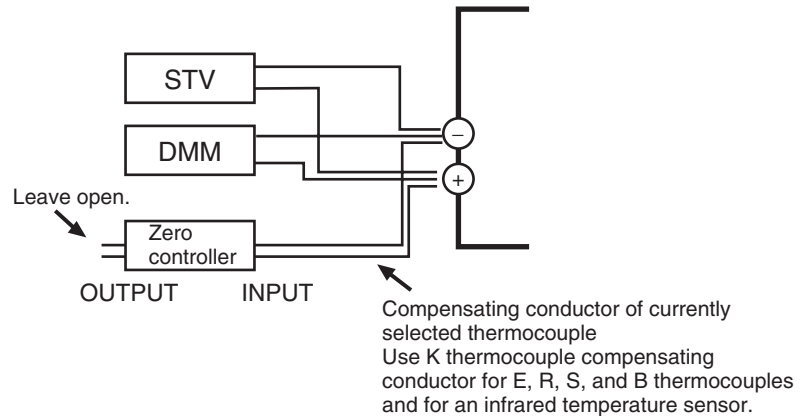 STV
−
DMM
+
Leave open.
Zero
controller
OUTPUT INPUT
Compensating conductor of currently
selected thermocouple
Use K thermocouple compensating
conductor for E, R, S, and B thermocouples
and for an infrared temperature sensor.